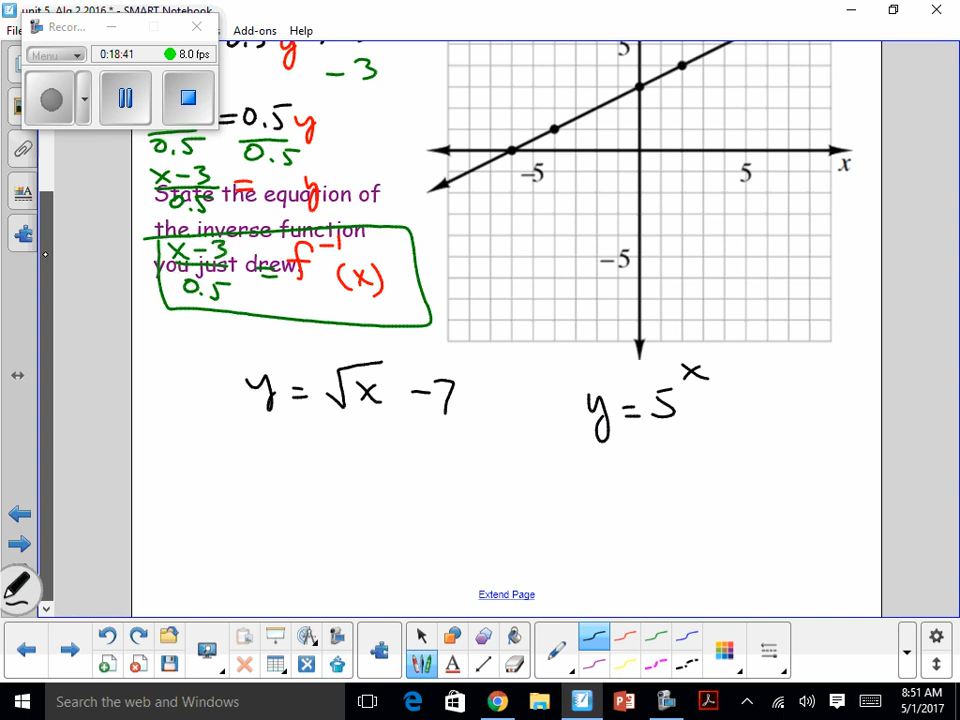 unit 5 Alg 2 2016 * - SMART Notebook
Recor...
Add-ons Help
Menu 0:18:41 8.0 fps
y
- 3
= 0.5 y
0.5 0.5
x - 3 = y
0.5
State the equation of
the inverse function
you just drew.
x - 3 = f⁻¹ (x)
0.5
5
-5 5 x
-5
y = √x - 7
y = 5ˣ
Extend Page
A
Search the web and Windows
8:51 AM
5/1/2017